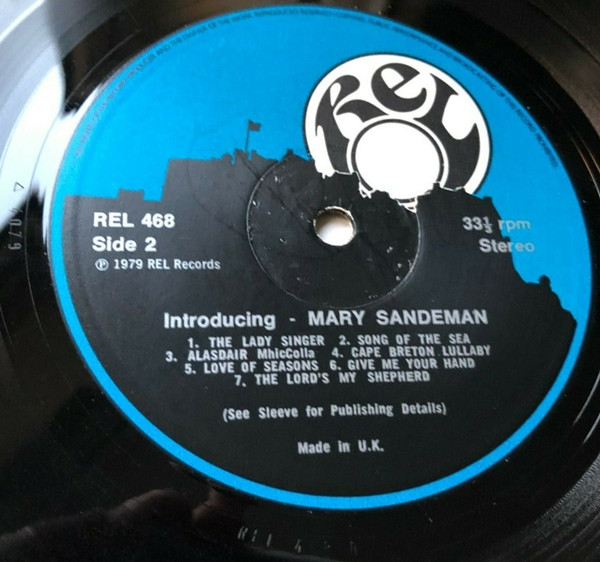 REL
REL 468
Side 2
℗ 1979 REL Records
33⅓ rpm
Stereo
Introducing - MARY SANDEMAN
1. THE LADY SINGER 2. SONG OF THE SEA
3. ALASDAIR MhicColla 4. CAPE BRETON LULLABY
5. LOVE OF SEASONS 6. GIVE ME YOUR HAND
7. THE LORD'S MY SHEPHERD
(See Sleeve for Publishing Details)
Made in U.K.